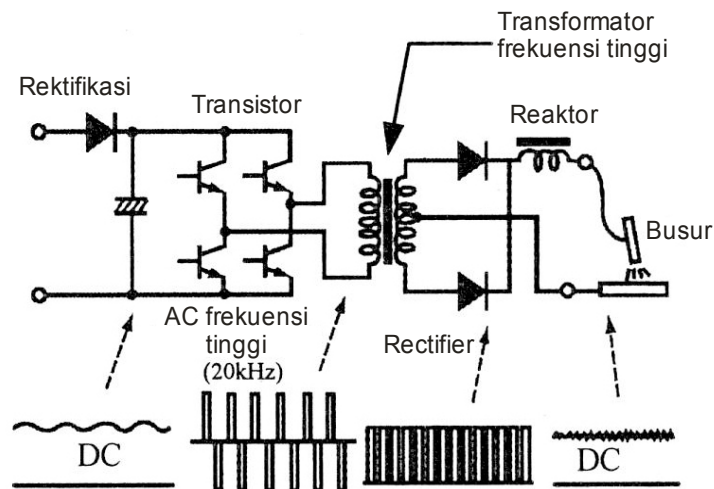 Transformator
frekuensi tinggi
Rektifikasi
Transistor
Reaktor
Busur
AC frekuensi
tinggi
(20kHz)
Rectifier
DC
DC